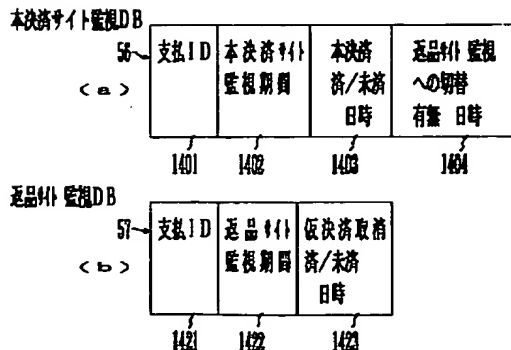 本決済サイト監視DB
56
<a>
支払ID
本決済サイト
監視期間
本決済
済/未済
日時
返品サイト監視
への切替
有無 日時
1401
1402
1403
1404
返品サイト監視DB
57
<b>
支払ID
返品サイト
監視期間
仮決済取消
済/未済
日時
1421
1422
1423